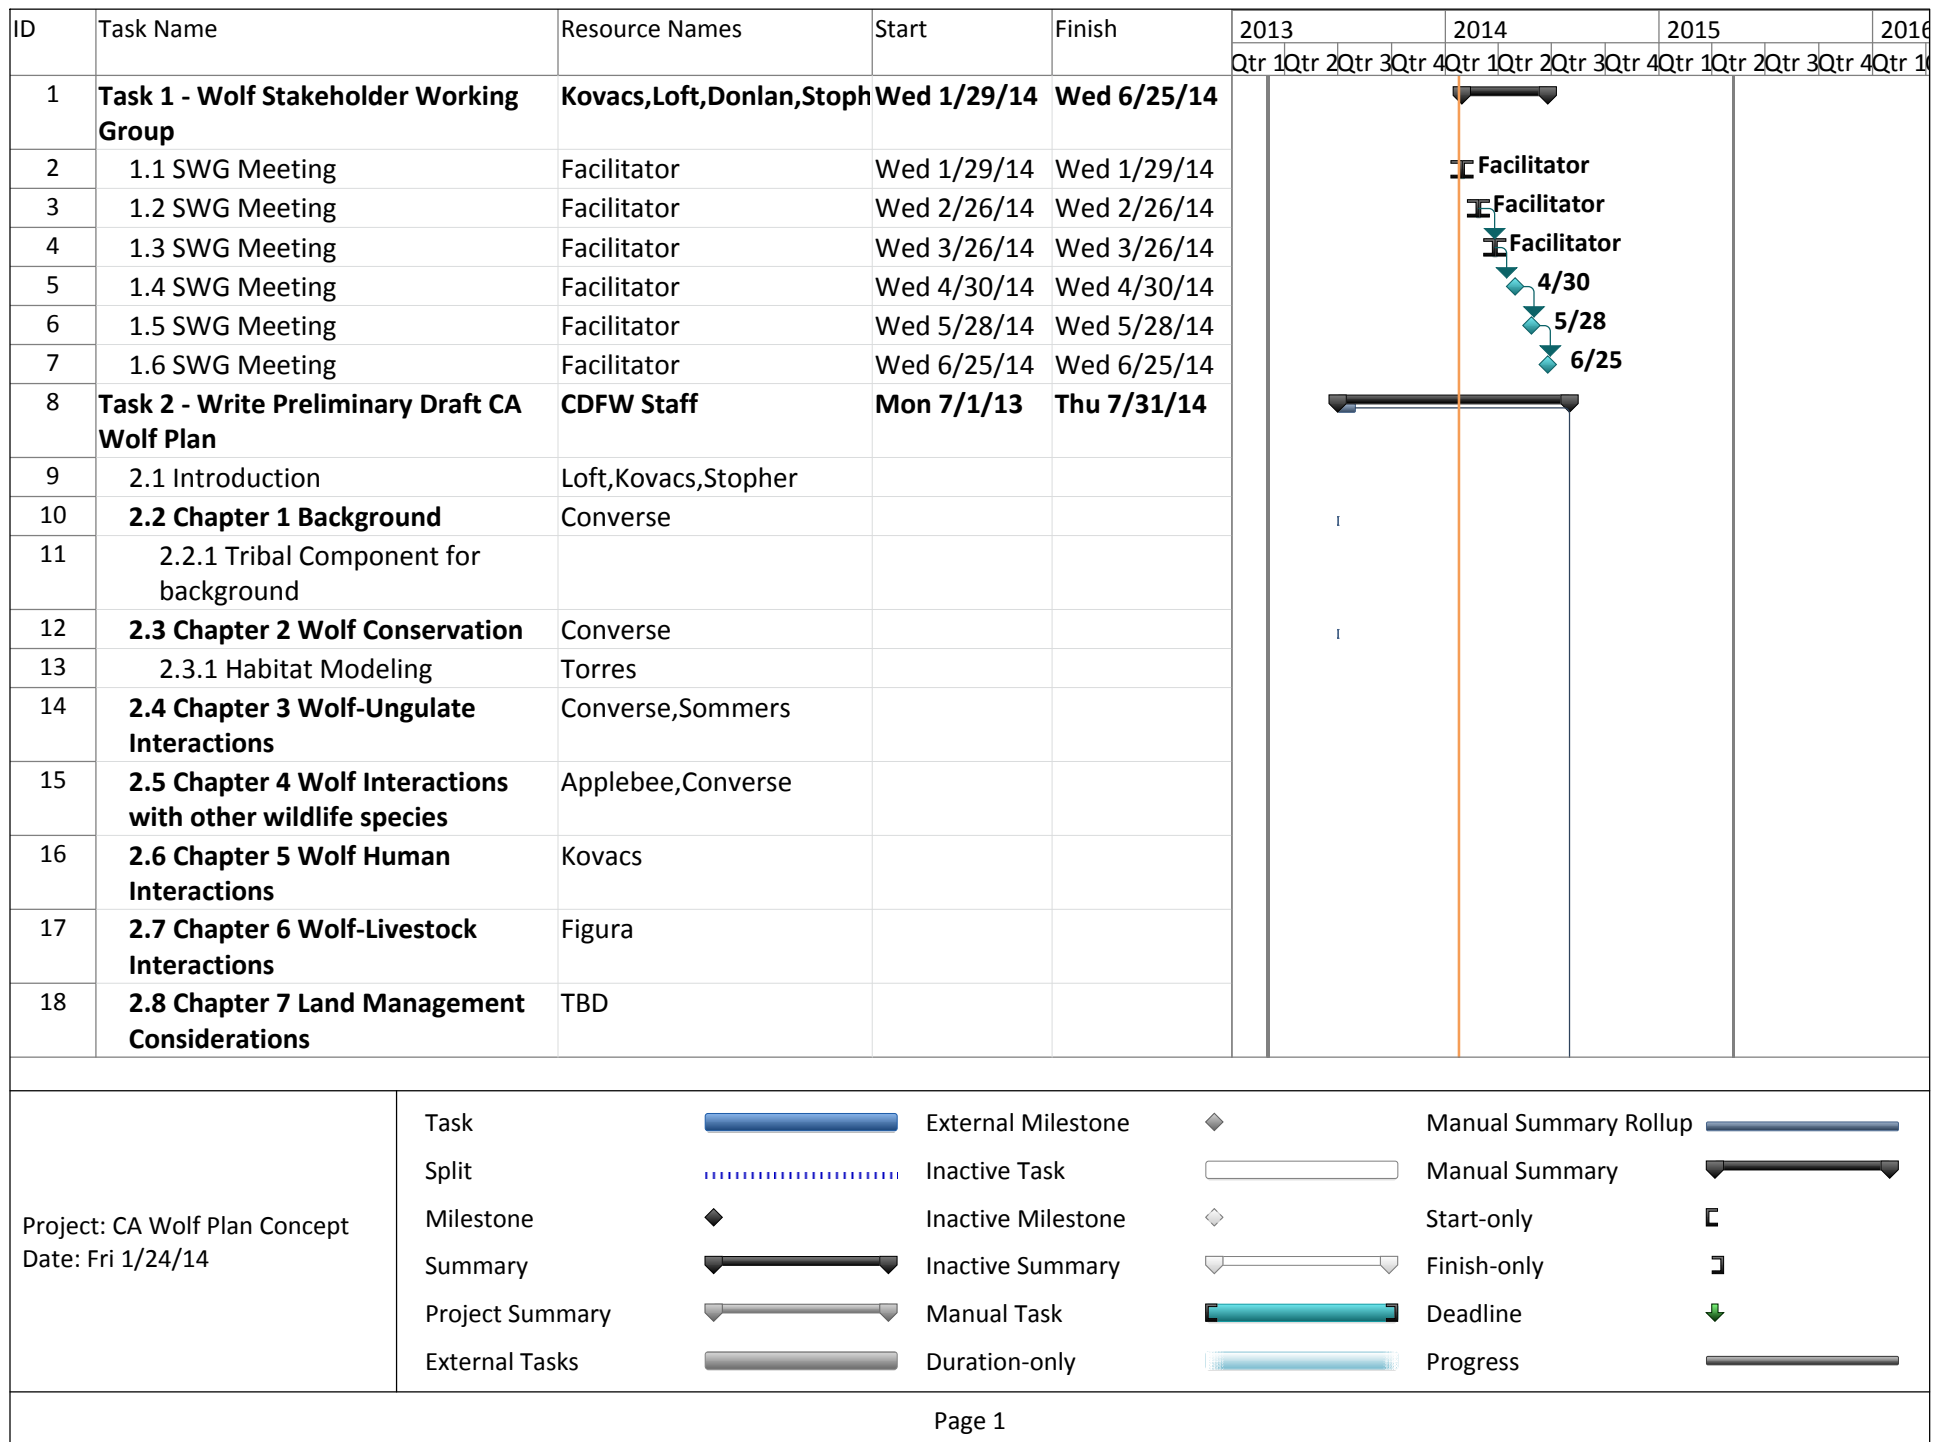 ID Task Name Resource Names Start Finish 2013 2014 2015 2016
Qtr 1 Qtr 2 Qtr 3 Qtr 4 Qtr 1 Qtr 2 Qtr 3 Qtr 4 Qtr 1 Qtr 2 Qtr 3 Qtr 4 Qtr 1
1 Task 1 - Wolf Stakeholder Working Kovacs,Loft,Donlan,Stoph Wed 1/29/14 Wed 6/25/14
Group
2 1.1 SWG Meeting Facilitator Wed 1/29/14 Wed 1/29/14 Facilitator
3 1.2 SWG Meeting Facilitator Wed 2/26/14 Wed 2/26/14 Facilitator
4 1.3 SWG Meeting Facilitator Wed 3/26/14 Wed 3/26/14 Facilitator
5 1.4 SWG Meeting Facilitator Wed 4/30/14 Wed 4/30/14 4/30
6 1.5 SWG Meeting Facilitator Wed 5/28/14 Wed 5/28/14 5/28
7 1.6 SWG Meeting Facilitator Wed 6/25/14 Wed 6/25/14 6/25
8 Task 2 - Write Preliminary Draft CA CDFW Staff Mon 7/1/13 Thu 7/31/14
Wolf Plan
9 2.1 Introduction Loft,Kovacs,Stopher
10 2.2 Chapter 1 Background Converse
11 2.2.1 Tribal Component for
background
12 2.3 Chapter 2 Wolf Conservation Converse
13 2.3.1 Habitat Modeling Torres
14 2.4 Chapter 3 Wolf-Ungulate Converse,Sommers
Interactions
15 2.5 Chapter 4 Wolf Interactions Applebee,Converse
with other wildlife species
16 2.6 Chapter 5 Wolf Human Kovacs
Interactions
17 2.7 Chapter 6 Wolf-Livestock Figura
Interactions
18 2.8 Chapter 7 Land Management TBD
Considerations
Project: CA Wolf Plan Concept
Date: Fri 1/24/14
Task External Milestone Manual Summary Rollup
Split Inactive Task Manual Summary
Milestone Inactive Milestone Start-only
Summary Inactive Summary Finish-only
Project Summary Manual Task Deadline
External Tasks Duration-only Progress
Page 1